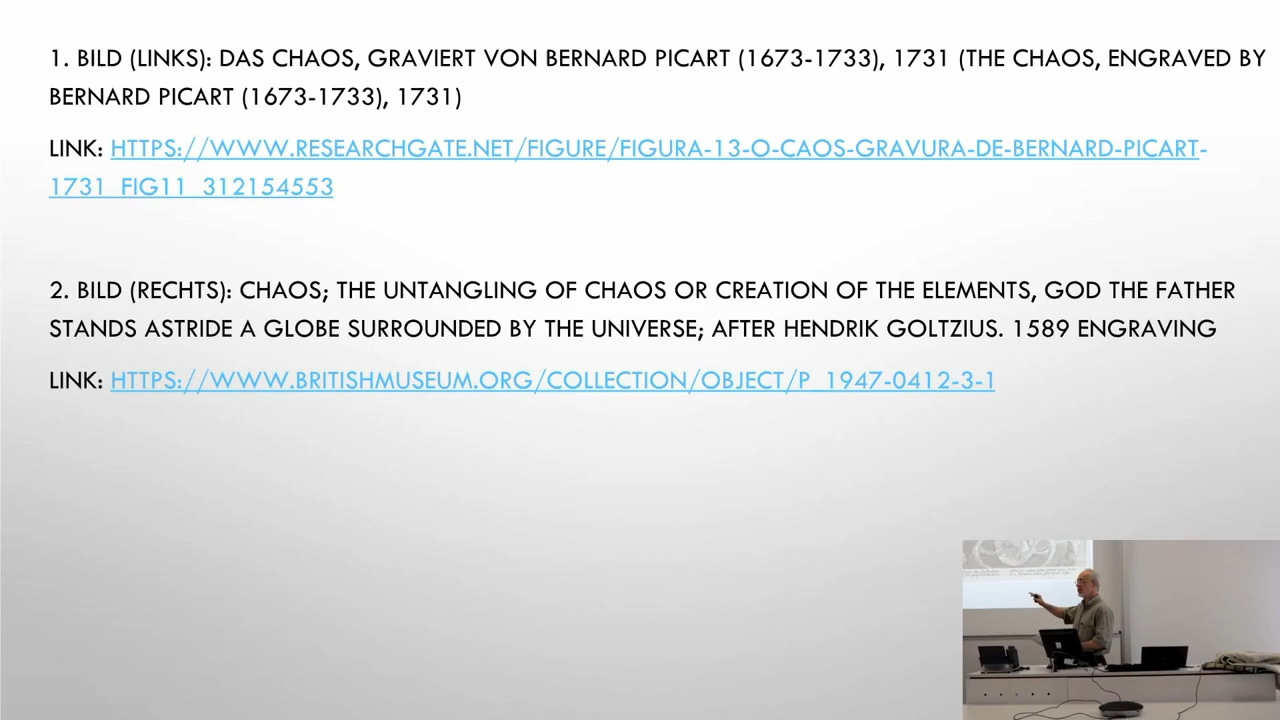 1. BILD (LINKS): DAS CHAOS, GRAVIERT VON BERNARD PICART (1673-1733), 1731 (THE CHAOS, ENGRAVED BY
BERNARD PICART (1673-1733), 1731)
LINK: HTTPS://WWW.RESEARCHGATE.NET/FIGURE/FIGURA-13-O-CAOS-GRAVURA-DE-BERNARD-PICART-
1731_FIG11_312154553
2. BILD (RECHTS): CHAOS; THE UNTANGLING OF CHAOS OR CREATION OF THE ELEMENTS, GOD THE FATHER
STANDS ASTRIDE A GLOBE SURROUNDED BY THE UNIVERSE; AFTER HENDRIK GOLTZIUS. 1589 ENGRAVING
LINK: HTTPS://WWW.BRITISHMUSEUM.ORG/COLLECTION/OBJECT/P_1947-0412-3-1